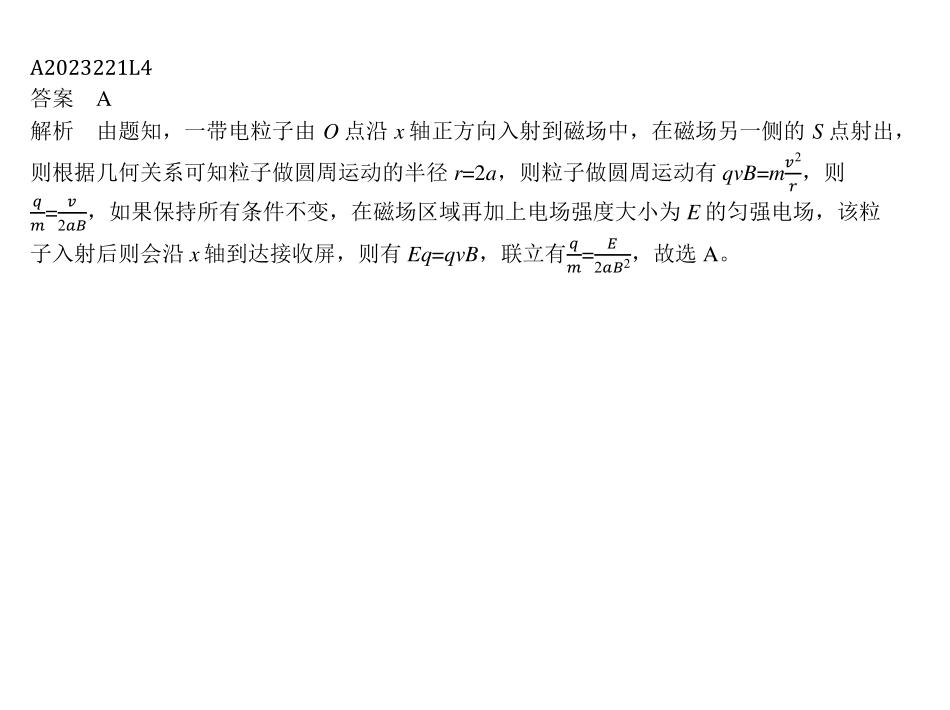 A2023221L4
答案 A
解析 由题知，一带电粒子由 O 点沿 x 轴正方向入射到磁场中，在磁场另一侧的 S 点射出，
则根据几何关系可知粒子做圆周运动的半径 r=2a，则粒子做圆周运动有 qvB=m\frac{v^2}{r}，则
\frac{q}{m}=\frac{v}{2aB}，如果保持所有条件不变，在磁场区域再加上电场强度大小为 E 的匀强电场，该粒
子入射后则会沿 x 轴到达接收屏，则有 Eq=qvB，联立有\frac{q}{m}=\frac{E}{2aB^2}，故选 A。